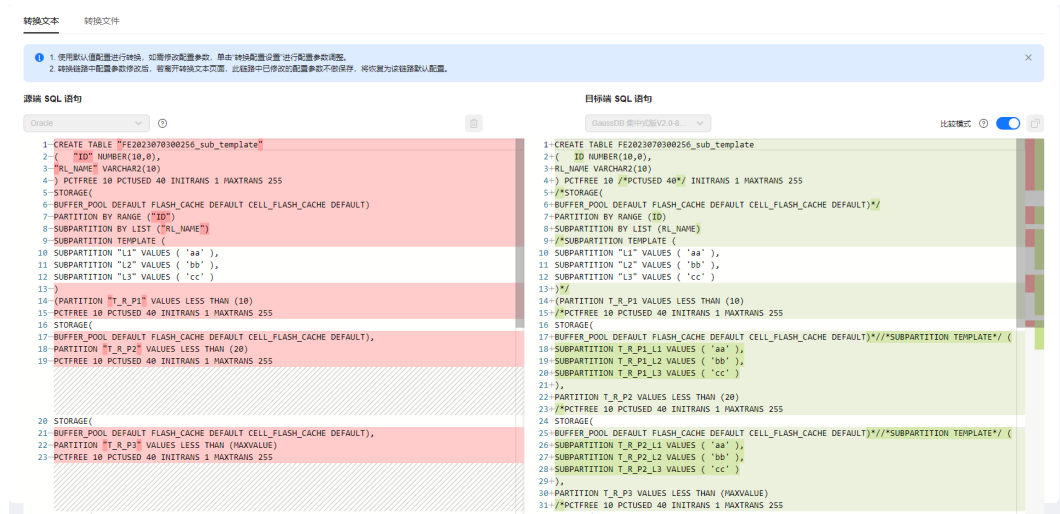 转换文本 转换文件
1. 使用默认值配置进行转换，如需修改配置参数，单击“转换配置设置”进行配置参数调整。
2. 转换链路中配置参数修改后，若离开转换文本页面，此链路中已修改的配置参数不做保存，将恢复为该链路默认配置。
源端 SQL 语句
Oracle
1 CREATE TABLE "FE2023070300256_sub_template"
2 ( "ID" NUMBER(10,0),
3 "RL_NAME" VARCHAR2(10)
4 ) PCTFREE 10 PCTUSED 40 INITRANS 1 MAXTRANS 255
5 STORAGE(
6 BUFFER_POOL DEFAULT FLASH_CACHE DEFAULT CELL_FLASH_CACHE DEFAULT)
7 PARTITION BY RANGE ("ID")
8 SUBPARTITION BY LIST ("RL_NAME")
9 SUBPARTITION TEMPLATE (
10 SUBPARTITION "L1" VALUES ( 'aa' ),
11 SUBPARTITION "L2" VALUES ( 'bb' ),
12 SUBPARTITION "L3" VALUES ( 'cc' )
13 )
14 (PARTITION "T_R_P1" VALUES LESS THAN (10)
15 PCTFREE 10 PCTUSED 40 INITRANS 1 MAXTRANS 255
16 STORAGE(
17 BUFFER_POOL DEFAULT FLASH_CACHE DEFAULT CELL_FLASH_CACHE DEFAULT),
18 PARTITION "T_R_P2" VALUES LESS THAN (20)
19 PCTFREE 10 PCTUSED 40 INITRANS 1 MAXTRANS 255
20 STORAGE(
21 BUFFER_POOL DEFAULT FLASH_CACHE DEFAULT CELL_FLASH_CACHE DEFAULT),
22 PARTITION "T_R_P3" VALUES LESS THAN (MAXVALUE)
23 PCTFREE 10 PCTUSED 40 INITRANS 1 MAXTRANS 255
目标端 SQL 语句
GaussDB 集中式版V2.0-8... 比较模式
1+ CREATE TABLE FE2023070300256_sub_template
2+ ( ID NUMBER(10,0),
3+ RL_NAME VARCHAR2(10)
4+ ) PCTFREE 10 /*PCTUSED 40*/ INITRANS 1 MAXTRANS 255
5+ /*STORAGE(
6+ BUFFER_POOL DEFAULT FLASH_CACHE DEFAULT CELL_FLASH_CACHE DEFAULT)*/
7+ PARTITION BY RANGE (ID)
8+ SUBPARTITION BY LIST (RL_NAME)
9+ /*SUBPARTITION TEMPLATE (
10 SUBPARTITION "L1" VALUES ( 'aa' ),
11 SUBPARTITION "L2" VALUES ( 'bb' ),
12 SUBPARTITION "L3" VALUES ( 'cc' )
13+ )*/
14+ (PARTITION T_R_P1 VALUES LESS THAN (10)
15+ /*PCTFREE 10 PCTUSED 40 INITRANS 1 MAXTRANS 255
16 STORAGE(
17+ BUFFER_POOL DEFAULT FLASH_CACHE DEFAULT CELL_FLASH_CACHE DEFAULT)*//*SUBPARTITION TEMPLATE*/ (
18+ SUBPARTITION T_R_P1_L1 VALUES ( 'aa' ),
19+ SUBPARTITION T_R_P1_L2 VALUES ( 'bb' ),
20+ SUBPARTITION T_R_P1_L3 VALUES ( 'cc' )
21+ ),
22+ PARTITION T_R_P2 VALUES LESS THAN (20)
23+ /*PCTFREE 10 PCTUSED 40 INITRANS 1 MAXTRANS 255
24 STORAGE(
25+ BUFFER_POOL DEFAULT FLASH_CACHE DEFAULT CELL_FLASH_CACHE DEFAULT)*//*SUBPARTITION TEMPLATE*/ (
26+ SUBPARTITION T_R_P2_L1 VALUES ( 'aa' ),
27+ SUBPARTITION T_R_P2_L2 VALUES ( 'bb' ),
28+ SUBPARTITION T_R_P2_L3 VALUES ( 'cc' )
29+ ),
30+ PARTITION T_R_P3 VALUES LESS THAN (MAXVALUE)
31+ /*PCTFREE 10 PCTUSED 40 INITRANS 1 MAXTRANS 255